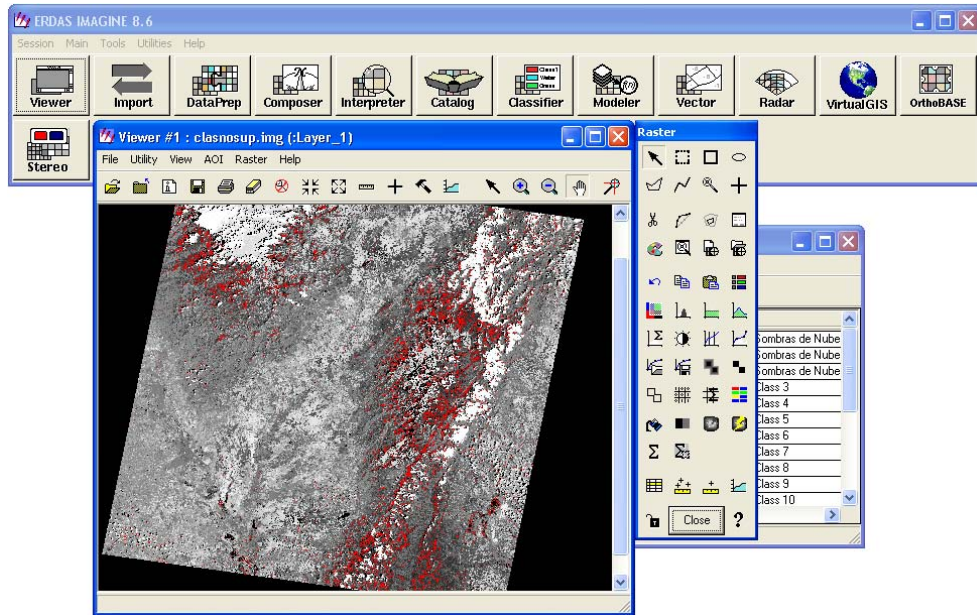 ERDAS IMAGINE 8.6
Session Main Tools Utilities Help
Viewer Import DataPrep Composer Interpreter Catalog Classifier Modeler Vector Radar VirtualGIS OrthoBASE
Stereo
Viewer #1 : clasnosup.img (:Layer_1)
File Utility View AOI Raster Help
Raster
Close
Sombras de Nube
Sombras de Nube
Sombras de Nube
Class 3
Class 4
Class 5
Class 6
Class 7
Class 8
Class 9
Class 10